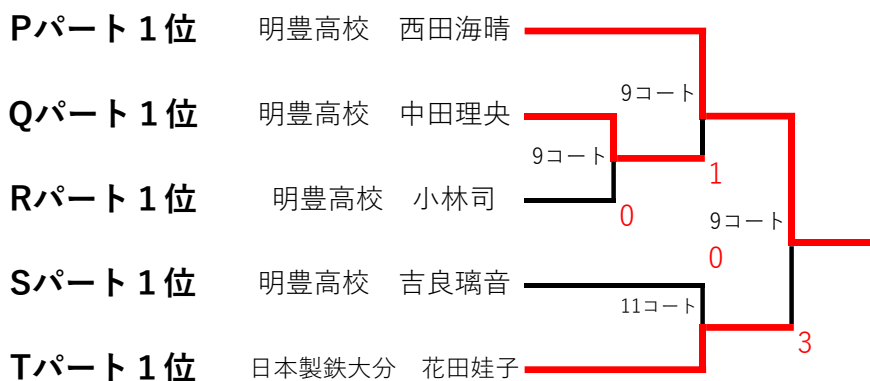 Pパート１位 明豊高校 西田海晴
9コート
Qパート１位 明豊高校 中田理央
9コート
1
Rパート１位 明豊高校 小林司
0
9コート
0
Sパート１位 明豊高校 吉良璃音
11コート
3
Tパート１位 日本製鉄大分 花田娃子